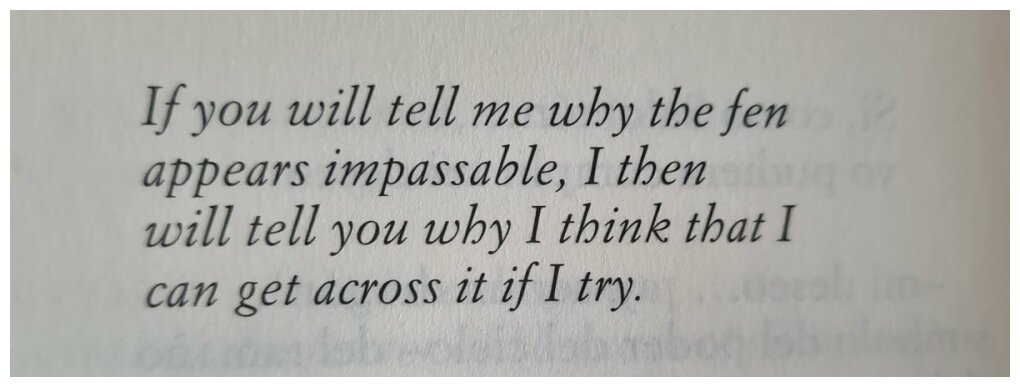 If you will tell me why the fen
appears impassable, I then
will tell you why I think that I
can get across it if I try.